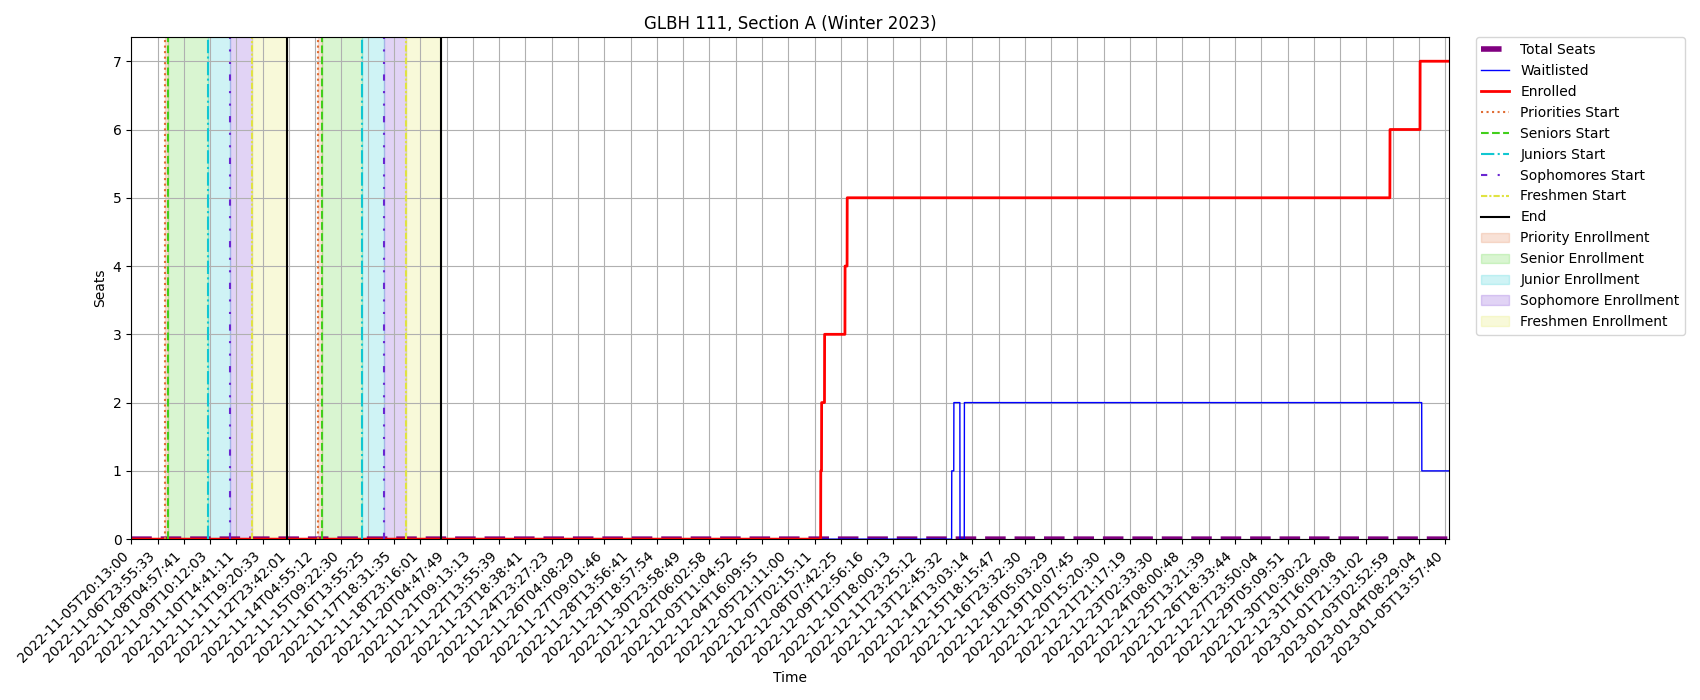 GLBH 111, Section A (Winter 2023)
Seats
7
6
5
4
3
2
1
0
2022-11-05T20:13:00
2022-11-06T23:55:33
2022-11-08T04:57:41
2022-11-09T10:12:03
2022-11-10T14:41:11
2022-11-11T19:20:33
2022-11-12T23:42:01
2022-11-14T04:55:12
2022-11-15T09:22:30
2022-11-16T13:55:25
2022-11-17T18:31:35
2022-11-18T23:16:01
2022-11-20T04:47:49
2022-11-21T09:13:13
2022-11-22T13:55:39
2022-11-23T18:38:41
2022-11-24T23:27:23
2022-11-26T04:08:29
2022-11-27T09:01:46
2022-11-28T13:56:41
2022-11-29T18:57:54
2022-11-30T23:58:49
2022-12-02T06:02:58
2022-12-03T11:04:52
2022-12-04T16:09:55
2022-12-05T21:11:00
2022-12-07T02:15:11
2022-12-08T07:42:25
2022-12-09T12:56:16
2022-12-10T18:00:13
2022-12-11T23:25:12
2022-12-13T12:45:32
2022-12-14T13:03:14
2022-12-15T18:15:47
2022-12-16T23:32:30
2022-12-18T05:03:29
2022-12-19T10:07:45
2022-12-20T15:20:30
2022-12-21T21:17:19
2022-12-23T02:33:30
2022-12-24T08:00:48
2022-12-25T13:21:39
2022-12-26T18:33:44
2022-12-27T23:50:04
2022-12-29T05:09:51
2022-12-30T10:30:22
2022-12-31T16:09:08
2023-01-01T21:31:02
2023-01-03T02:52:59
2023-01-04T08:29:04
2023-01-05T13:57:40
Time
Total Seats
Waitlisted
Enrolled
Priorities Start
Seniors Start
Juniors Start
Sophomores Start
Freshmen Start
End
Priority Enrollment
Senior Enrollment
Junior Enrollment
Sophomore Enrollment
Freshmen Enrollment